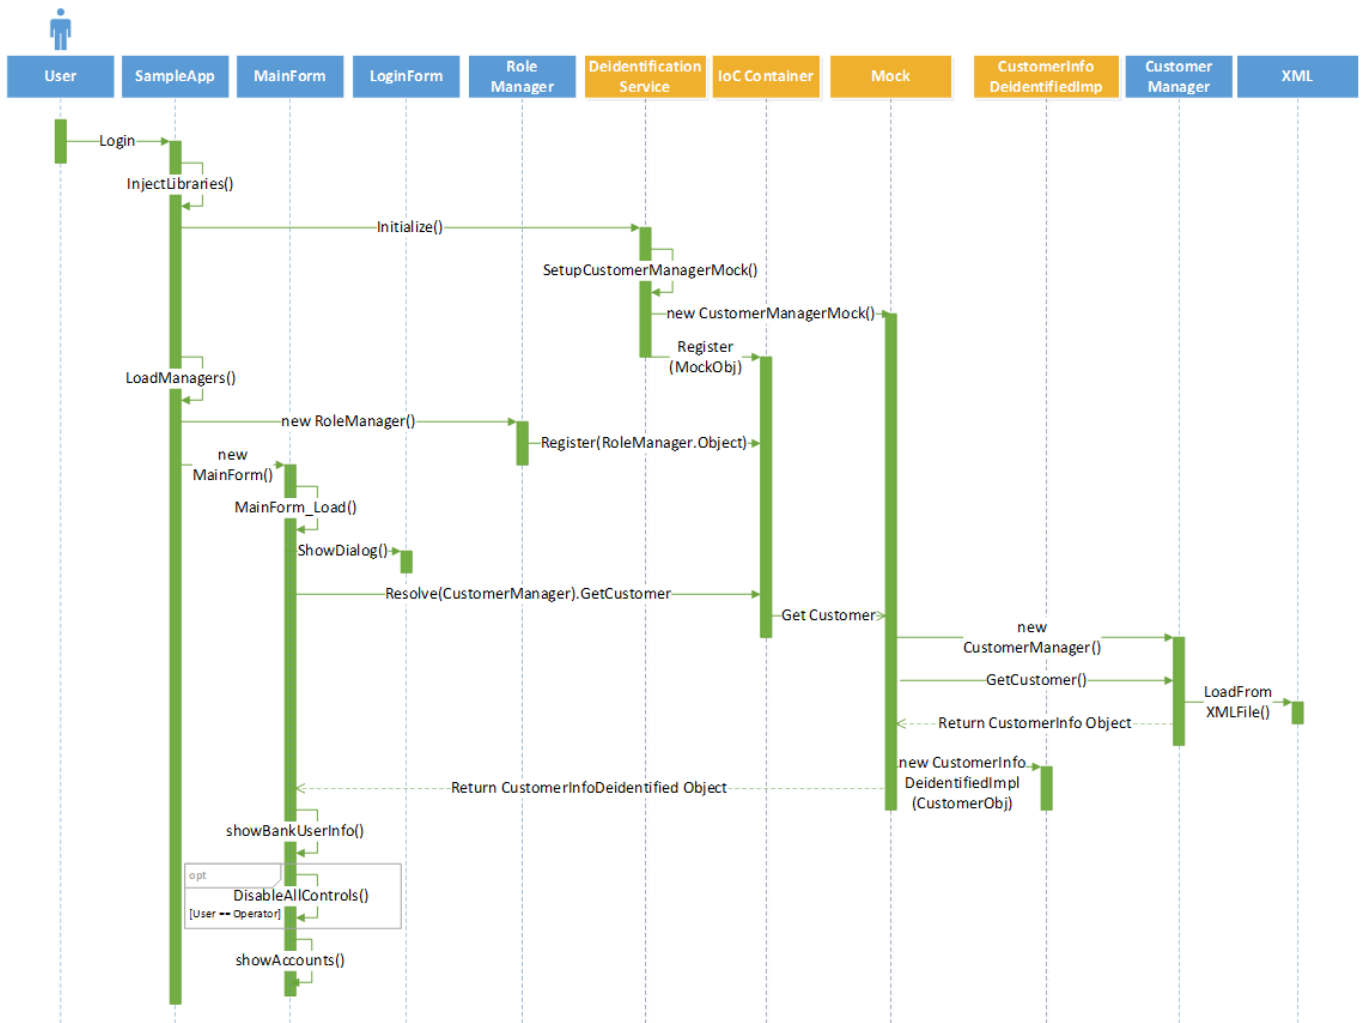 User
SampleApp
MainForm
LoginForm
Role
Manager
Deidentification
Service
IoC Container
Mock
CustomerInfo
DeidentifiedImp
Customer
Manager
XML
Login
InjectLibraries()
Initialize()
SetupCustomerManagerMock()
new CustomerManagerMock()
Register
(MockObj)
LoadManagers()
new RoleManager()
Register(RoleManager.Object)
new
MainForm()
MainForm_Load()
ShowDialog()
Resolve(CustomerManager).GetCustomer
Get Customer
new
CustomerManager()
GetCustomer()
LoadFrom
XMLFile()
Return CustomerInfo Object
new CustomerInfo
DeidentifiedImpl
(CustomerObj)
Return CustomerInfoDeidentified Object
showBankUserInfo()
opt
DisableAllControls()
[User == Operator]
showAccounts()